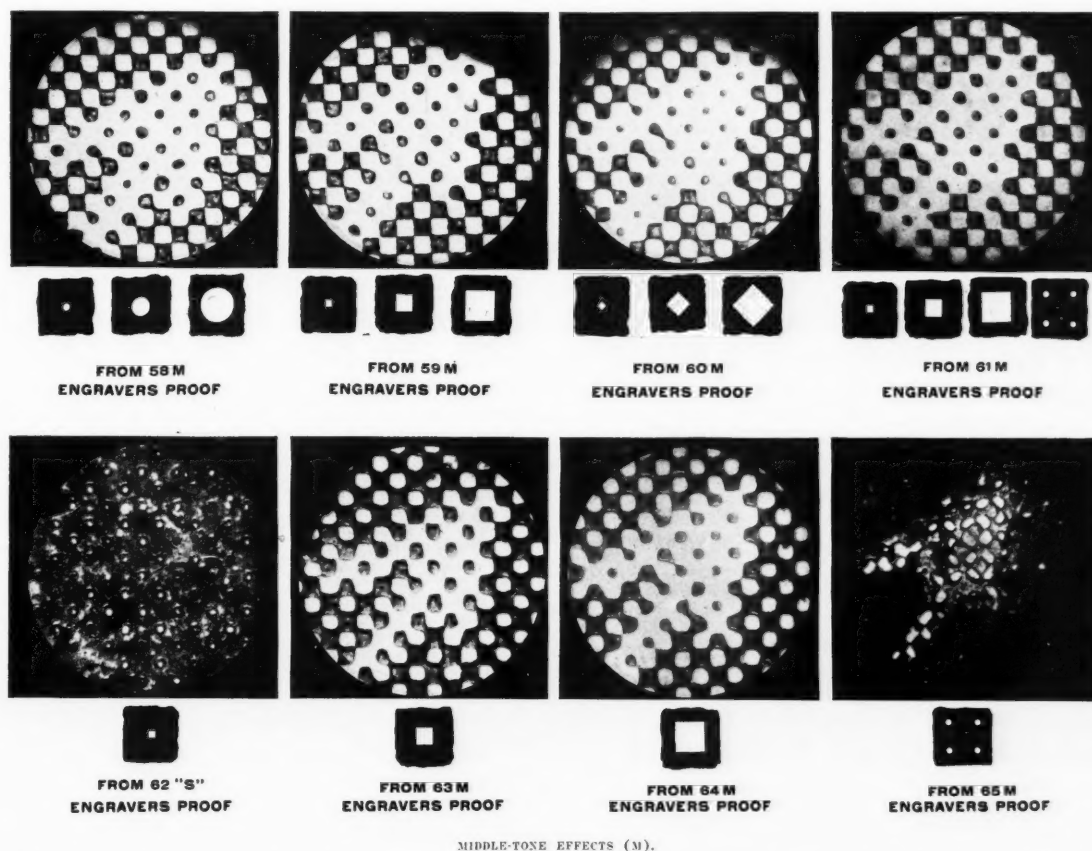 FROM 58 M
ENGRAVERS PROOF
FROM 59 M
ENGRAVERS PROOF
FROM 60 M
ENGRAVERS PROOF
FROM 61 M
ENGRAVERS PROOF
FROM 62 "S"
ENGRAVERS PROOF
FROM 63 M
ENGRAVERS PROOF
FROM 64 M
ENGRAVERS PROOF
FROM 65 M
ENGRAVERS PROOF
MIDDLE-TONE EFFECTS (M).